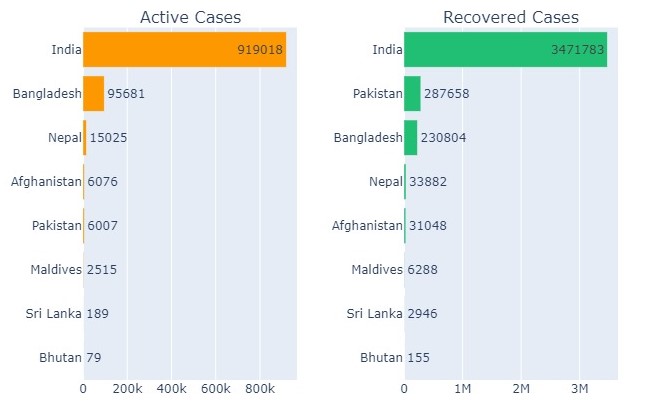 Active Cases
India 919018
Bangladesh 95681
Nepal 15025
Afghanistan 6076
Pakistan 6007
Maldives 2515
Sri Lanka 189
Bhutan 79
0 200k 400k 600k 800k
Recovered Cases
India 3471783
Pakistan 287658
Bangladesh 230804
Nepal 33882
Afghanistan 31048
Maldives 6288
Sri Lanka 2946
Bhutan 155
0 1M 2M 3M